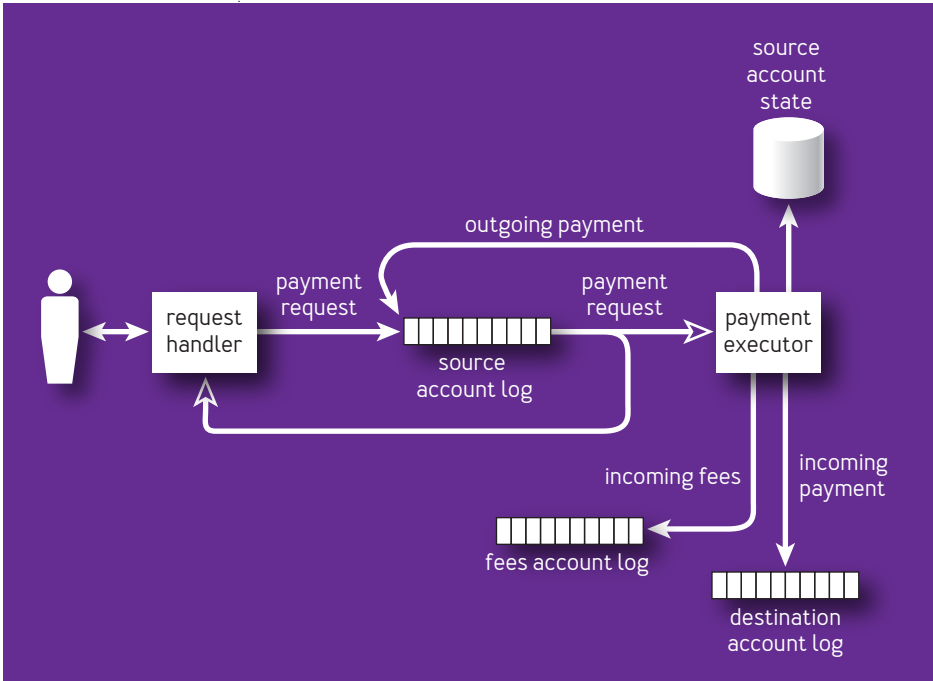 source
account
state
outgoing payment
payment
request
payment
request
request
handler
payment
executor
source
account log
incoming fees
incoming
payment
fees account log
destination
account log